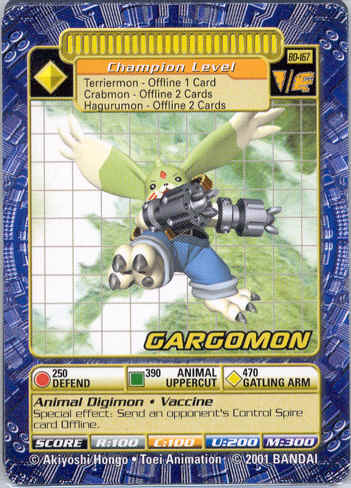 BO-167
Champion Level
Terriermon - Offline 1 Card
Crabmon - Offline 2 Cards
Hagurumon - Offline 2 Cards
GARGOMON
250 DEFEND
390 ANIMAL UPPERCUT
470 GATLING ARM
Animal Digimon • Vaccine
Special effect: Send an opponent's Control Spire
card Offline.
SCORE R:100 C:100 U:200 M:300
© Akiyoshi Hongo • Toei Animation © 2001 BANDAI